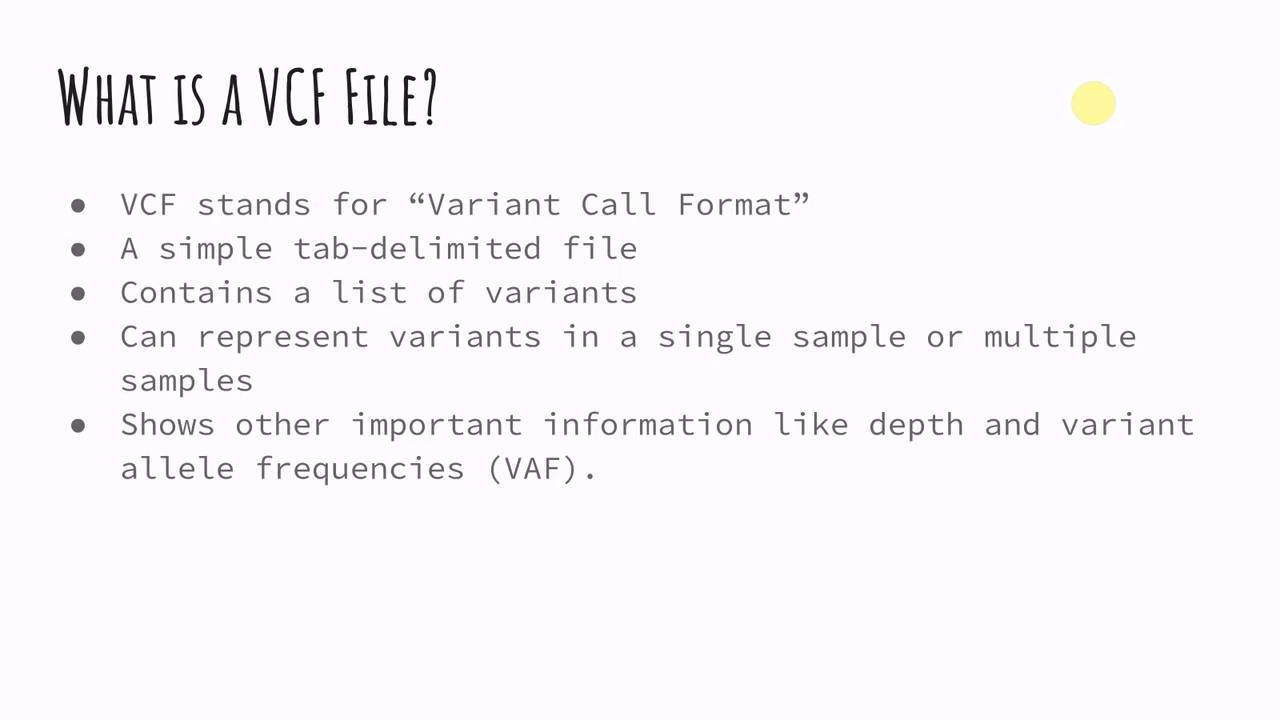 What is a VCF File?
● VCF stands for “Variant Call Format”
● A simple tab-delimited file
● Contains a list of variants
● Can represent variants in a single sample or multiple
samples
● Shows other important information like depth and variant
allele frequencies (VAF).